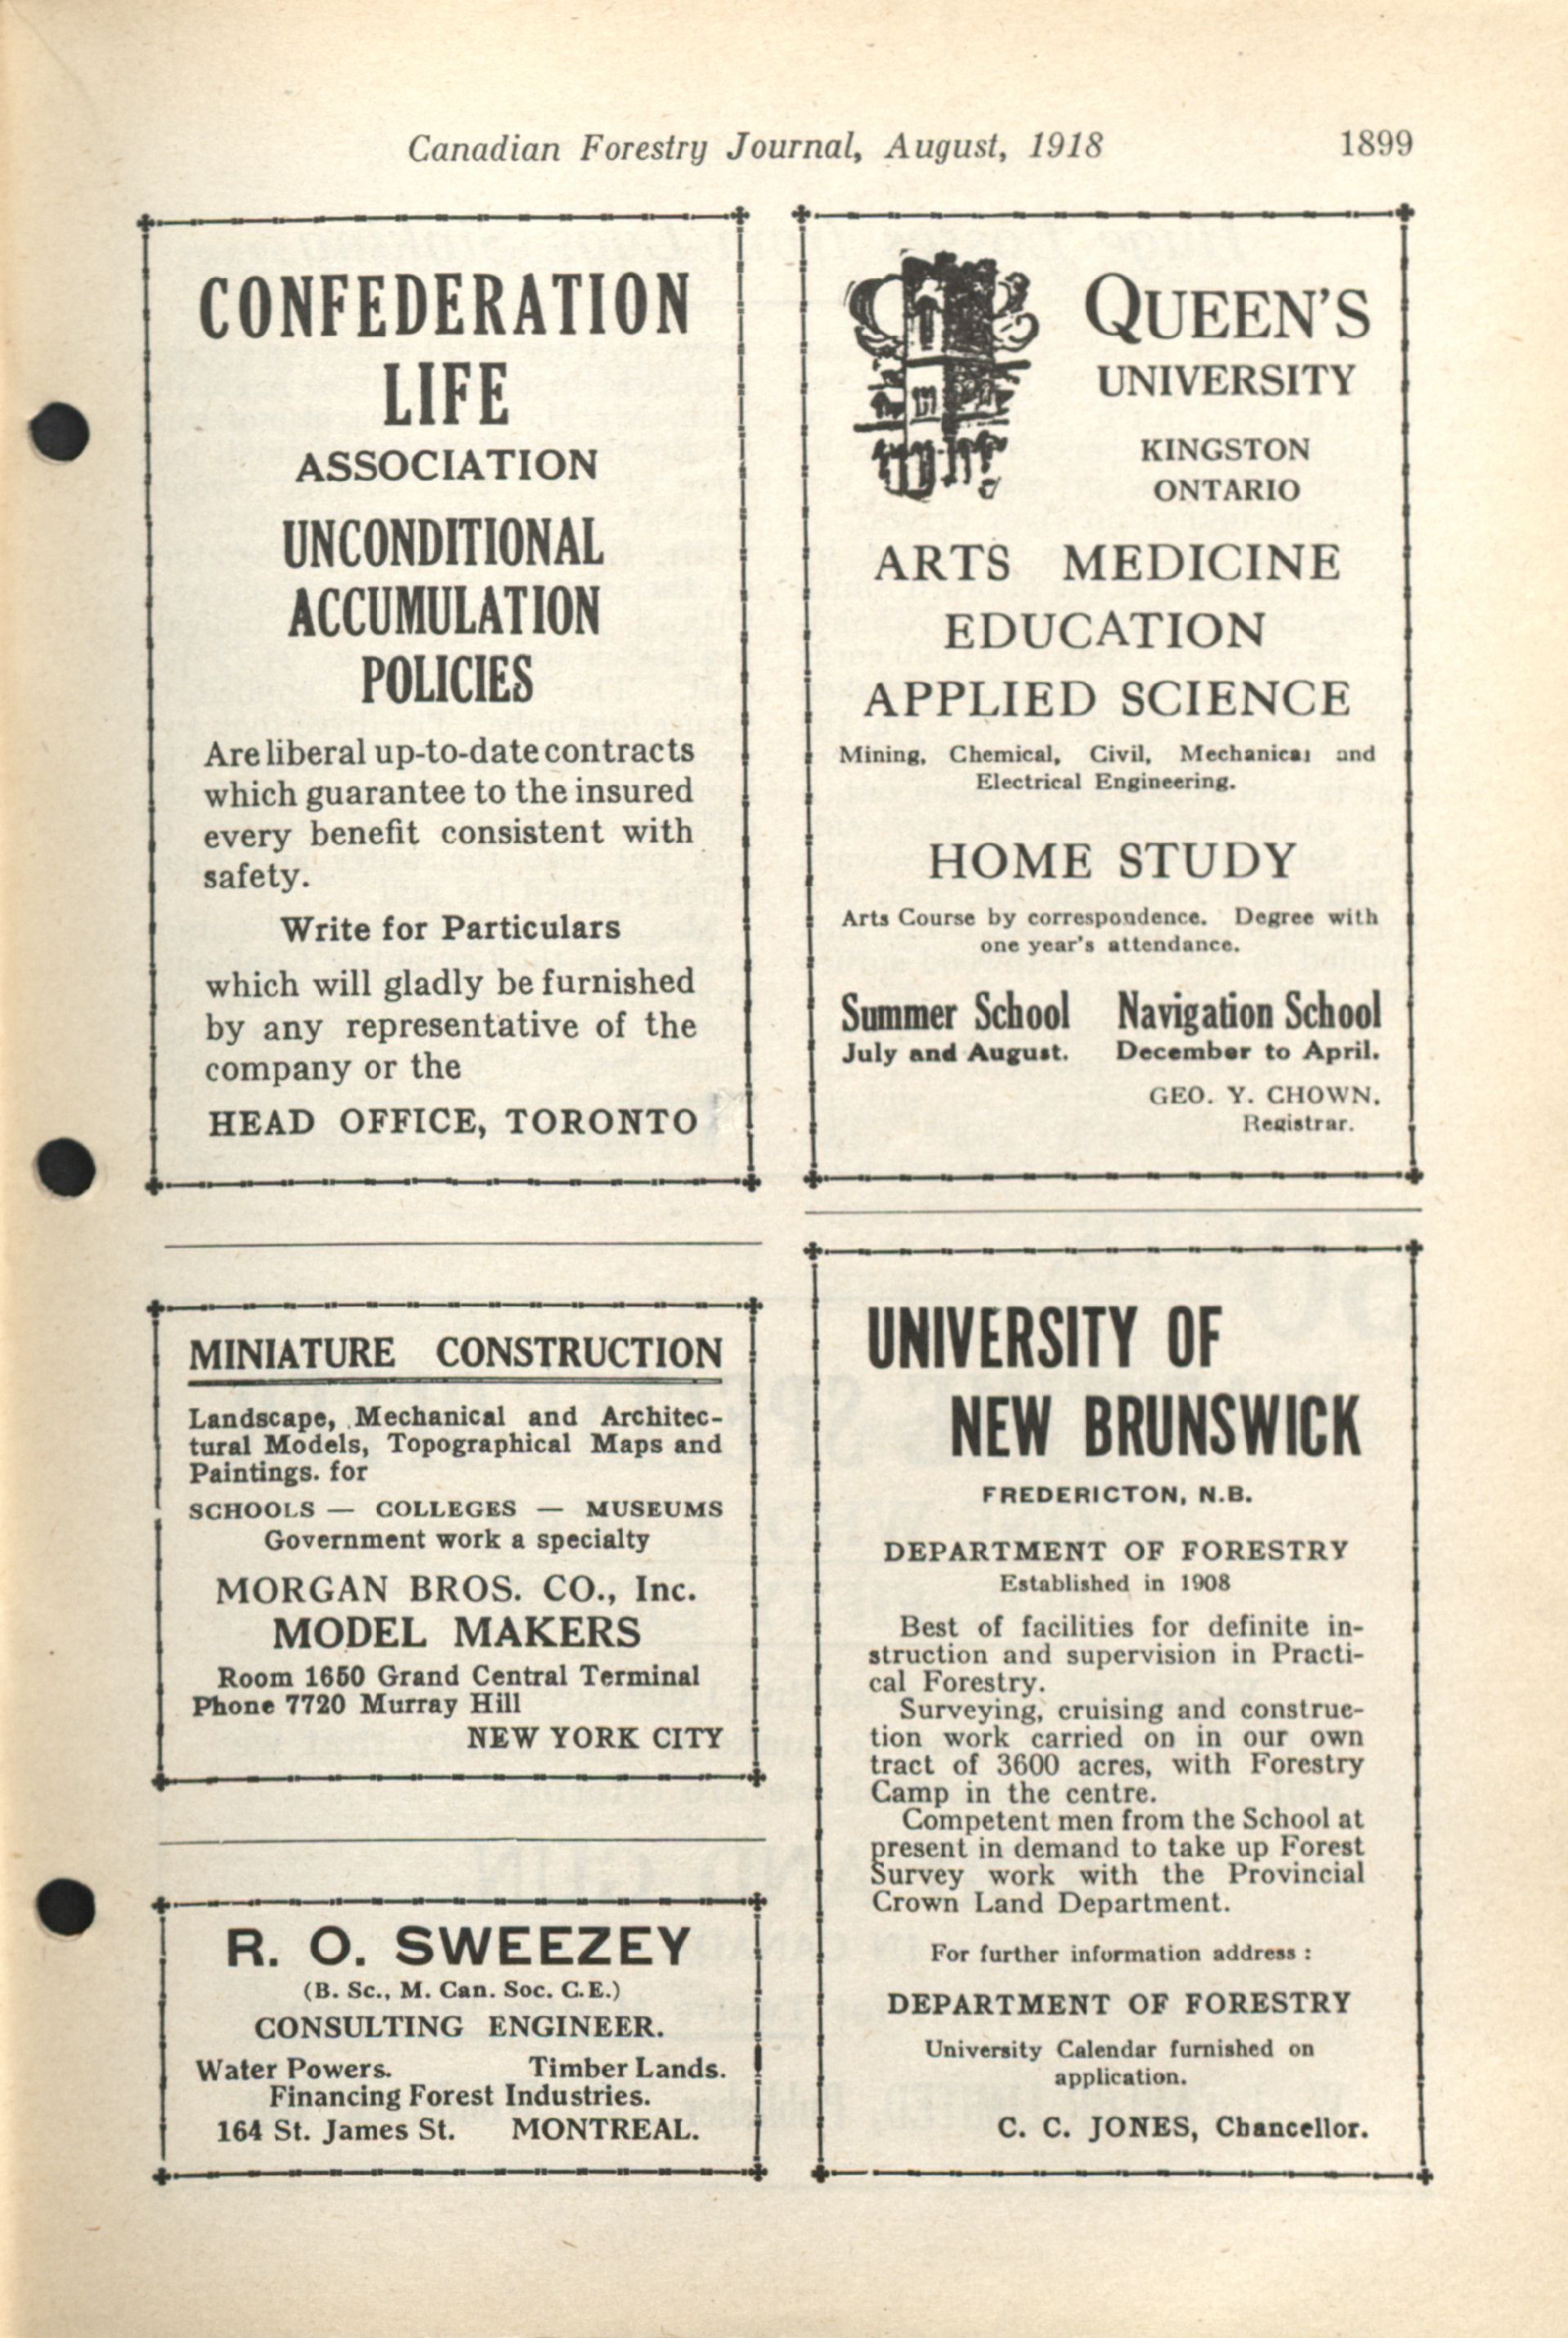 Canadian Forestry Journal, August, 1918 1899
CONFEDERATION
LIFE
ASSOCIATION
UNCONDITIONAL
ACCUMULATION
POLICIES
Are liberal up-to-date contracts
which guarantee to the insured
every benefit consistent with
safety.
Write for Particulars
which will gladly be furnished
by any representative of the
company or the
HEAD OFFICE, TORONTO
MINIATURE CONSTRUCTION
Landscape, Mechanical and Architec-
tural Models, Topographical Maps and
Paintings. for
SCHOOLS — COLLEGES — MUSEUMS
Government work a specialty
MORGAN BROS. CO., Inc.
MODEL MAKERS
Room 1650 Grand Central Terminal
Phone 7720 Murray Hill
NEW YORK CITY
R. O. SWEEZEY
(B. Sc., M. Can. Soc. C.E.)
CONSULTING ENGINEER.
Water Powers. Timber Lands.
Financing Forest Industries.
164 St. James St. MONTREAL.
QUEEN'S
UNIVERSITY
KINGSTON
ONTARIO
ARTS MEDICINE
EDUCATION
APPLIED SCIENCE
Mining, Chemical, Civil, Mechanical and
Electrical Engineering.
HOME STUDY
Arts Course by correspondence. Degree with
one year's attendance.
Summer School Navigation School
July and August. December to April.
GEO. Y. CHOWN.
Registrar.
UNIVERSITY OF
NEW BRUNSWICK
FREDERICTON, N.B.
DEPARTMENT OF FORESTRY
Established in 1908
Best of facilities for definite in-
struction and supervision in Practi-
cal Forestry.
Surveying, cruising and construe-
tion work carried on in our own
tract of 3600 acres, with Forestry
Camp in the centre.
Competent men from the School at
present in demand to take up Forest
Survey work with the Provincial
Crown Land Department.
For further information address :
DEPARTMENT OF FORESTRY
University Calendar furnished on
application.
C. C. JONES, Chancellor.